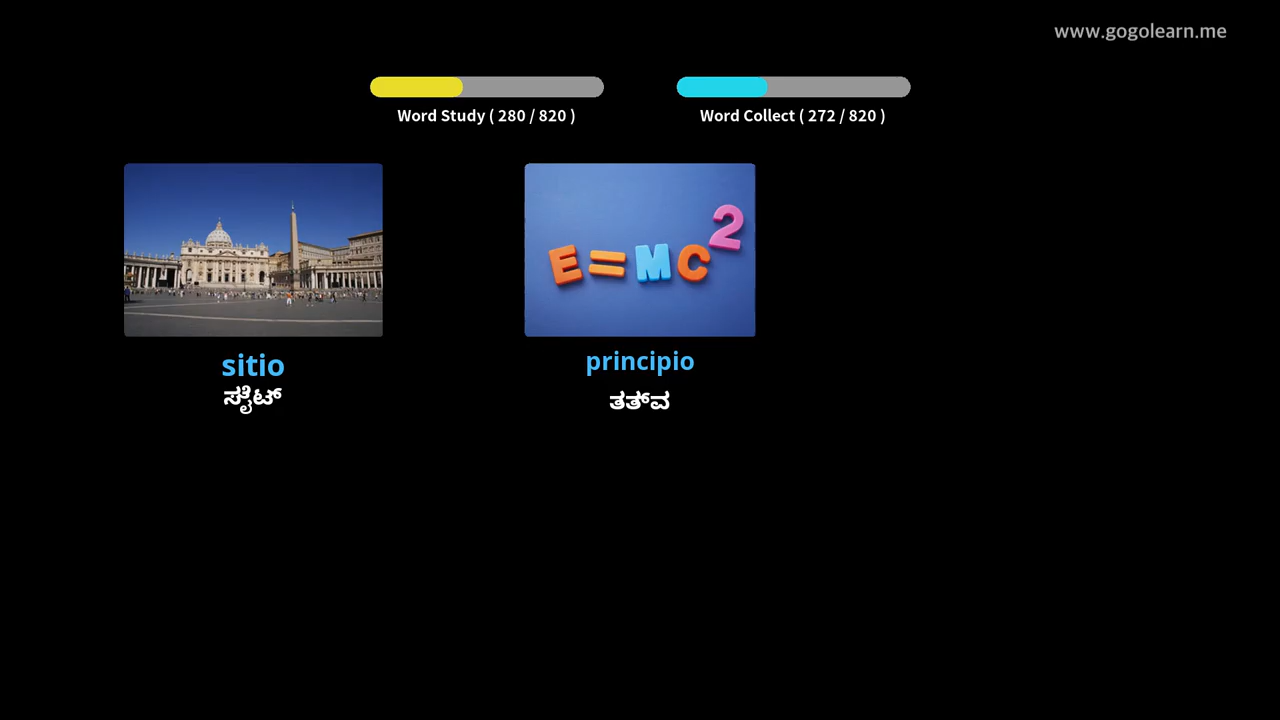 www.gogolearn.me
Word Study ( 280 / 820 )
Word Collect ( 272 / 820 )
E=MC2
sitio
ಸೈಟ್
principio
ತತ್ವ